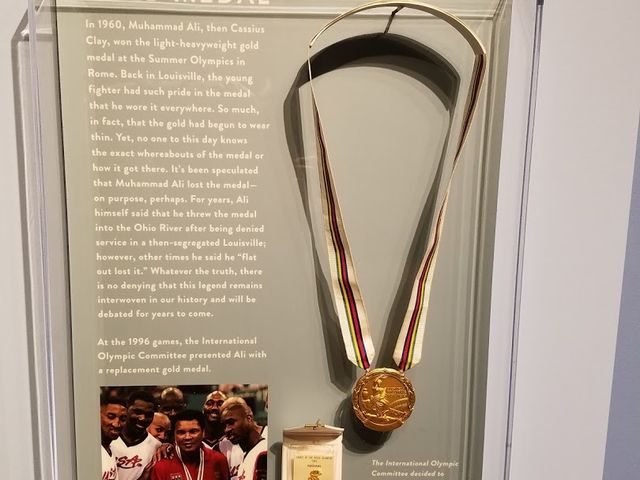 MEDAL
In 1960, Muhammad Ali, then Cassius
Clay, won the light-heavyweight gold
medal at the Summer Olympics in
Rome. Back in Louisville, the young
fighter had such pride in the medal
that he wore it everywhere. So much,
in fact, that the gold had begun to wear
thin. Yet, no one to this day knows
the exact whereabouts of the medal or
how it got there. It's been speculated
that Muhammad Ali lost the medal—
on purpose, perhaps. For years, Ali
himself said that he threw the medal
into the Ohio River after being denied
service in a then-segregated Louisville;
however, other times he said he "flat
out lost it." Whatever the truth, there
is no denying that this legend remains
interwoven in our history and will be
debated for years to come.
At the 1996 games, the International
Olympic Committee presented Ali with
a replacement gold medal.
The International Olympic
Committee decided to